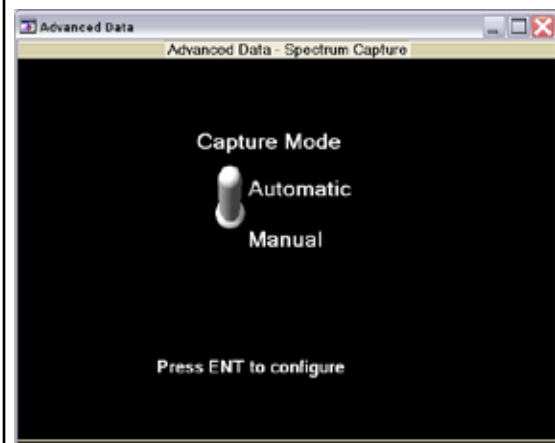 Advanced Data
Advanced Data - Spectrum Capture
Capture Mode
Automatic
Manual
Press ENT to configure